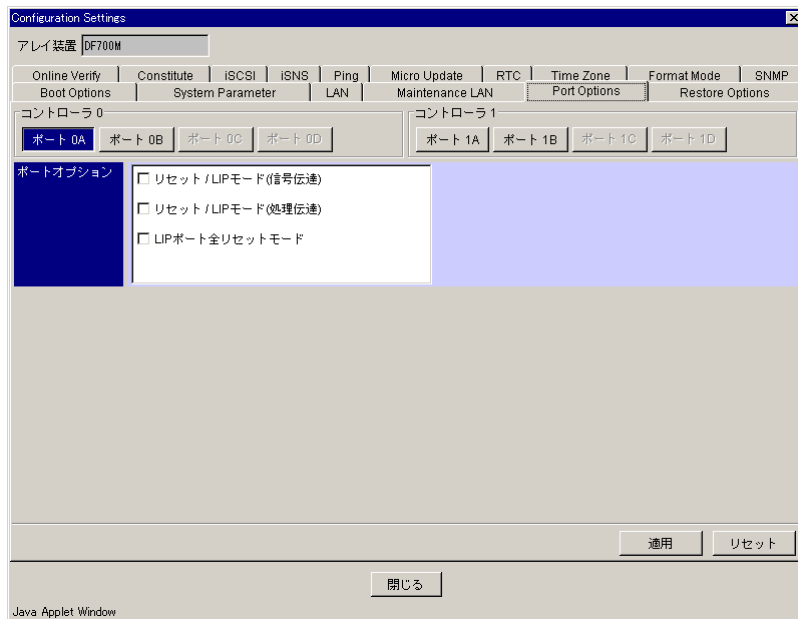 Configuration Settings
アレイ装置 DF700M
Online Verify Constitute iSCSI iSNS Ping Micro Update RTC Time Zone Format Mode SNMP
Boot Options System Parameter LAN Maintenance LAN Port Options Restore Options
コントローラ 0 コントローラ 1
ポート 0A ポート 0B ポート 0C ポート 0D ポート 1A ポート 1B ポート 1C ポート 1D
ポートオプション
リセット / LIPモード(信号伝達)
リセット / LIPモード(処理伝達)
LIPポート全リセットモード
適用 リセット
閉じる
Java Applet Window